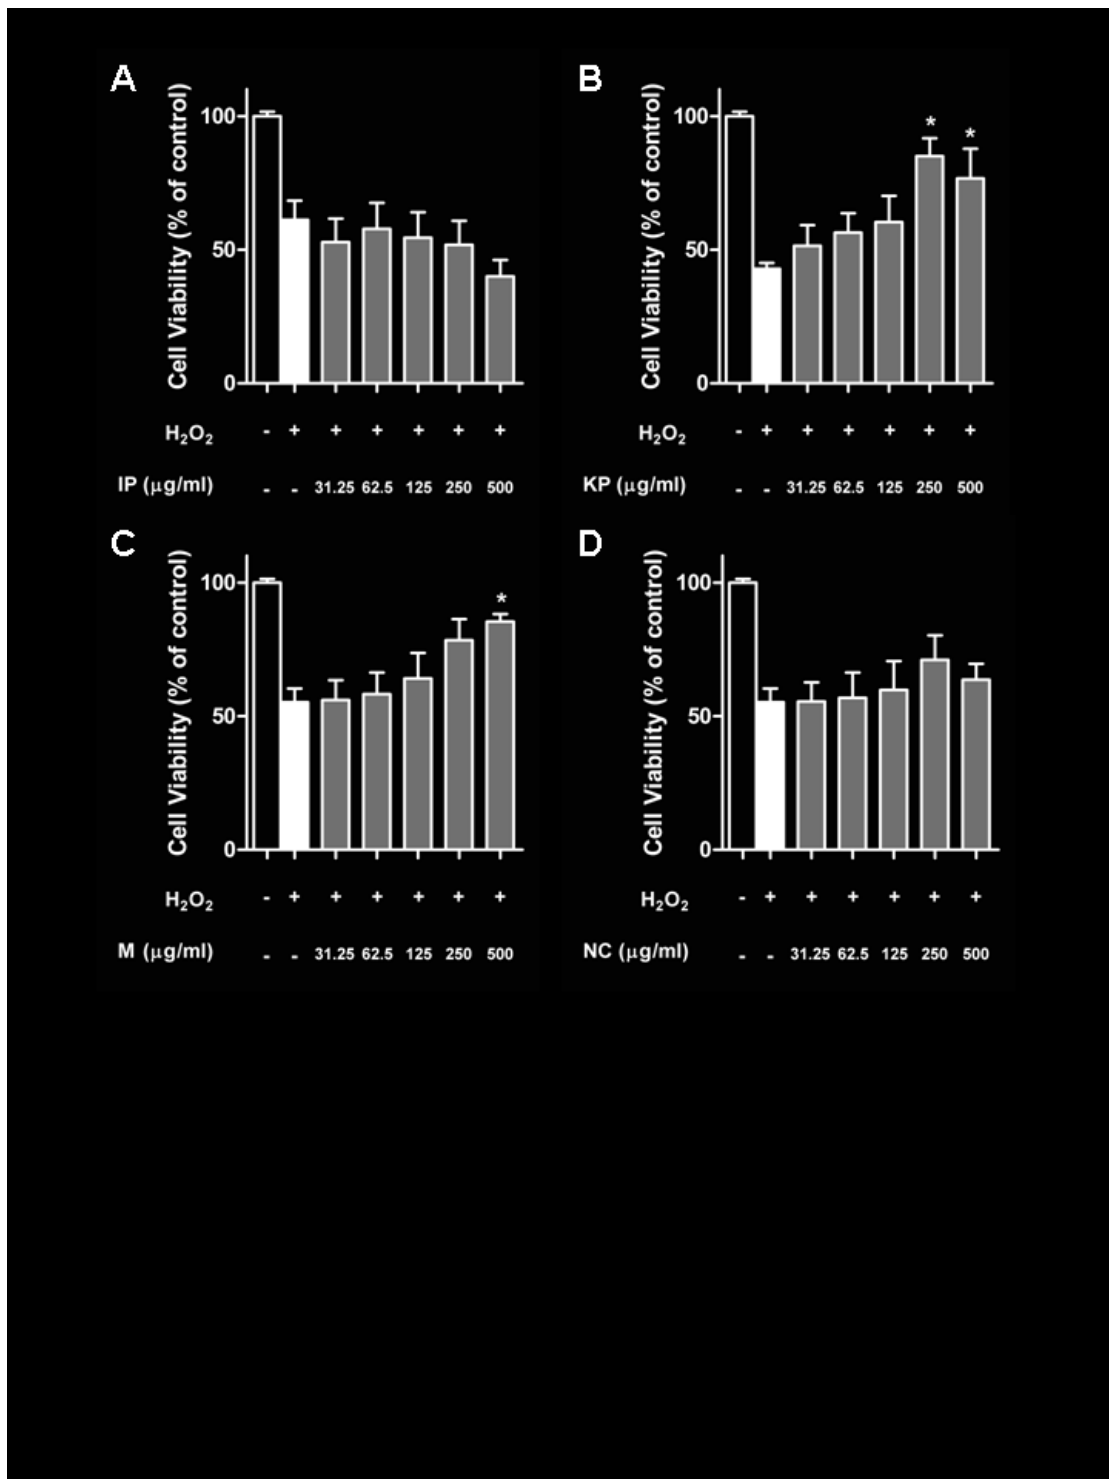 A
Cell Viability (% of control)
100
50
0
H₂O₂ - + + + + + +
IP (μg/ml) - - 31.25 62.5 125 250 500
B
Cell Viability (% of control)
100
50
0
* *
H₂O₂ - + + + + + +
KP (μg/ml) - - 31.25 62.5 125 250 500
C
Cell Viability (% of control)
100
50
0
*
H₂O₂ - + + + + + +
M (μg/ml) - - 31.25 62.5 125 250 500
D
Cell Viability (% of control)
100
50
0
H₂O₂ - + + + + + +
NC (μg/ml) - - 31.25 62.5 125 250 500